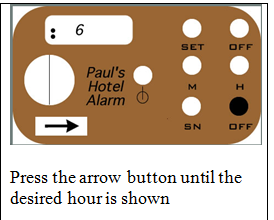 : 6
SET OFF
Paul's
Hotel
Alarm
M H
SN OFF
Press the arrow button until the
desired hour is shown